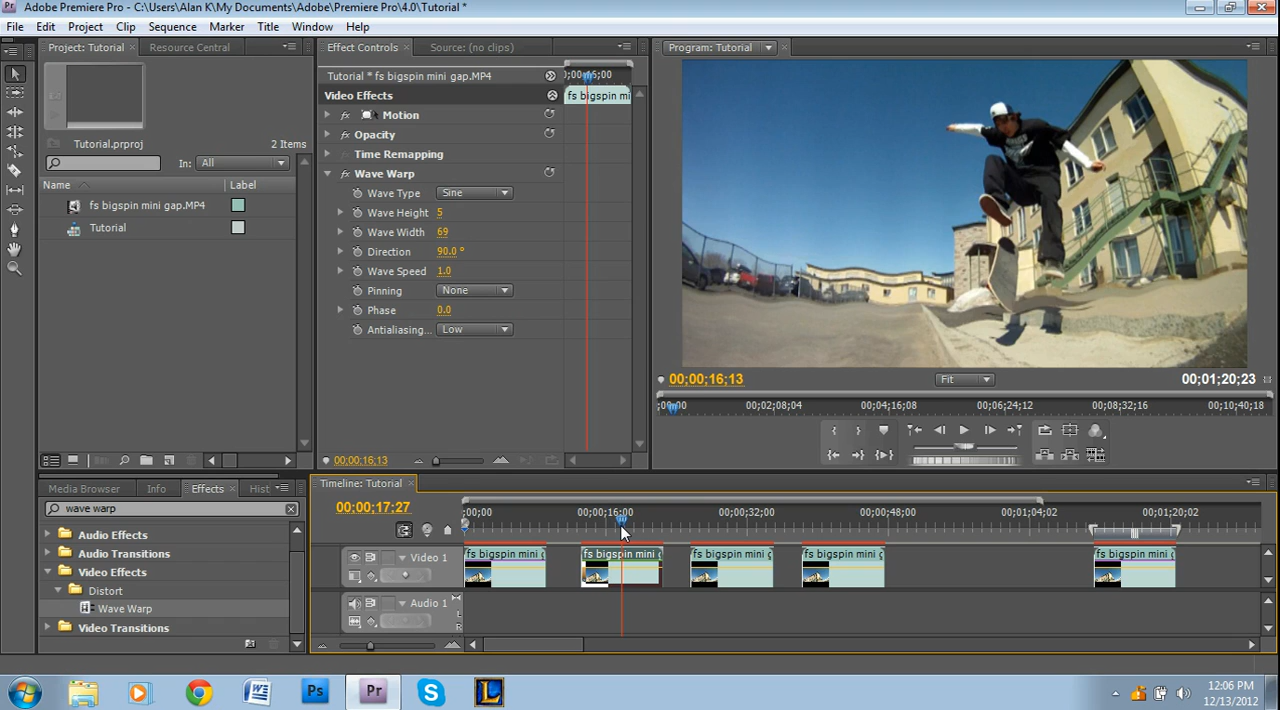 Adobe Premiere Pro - C:\Users\Alan K\My Documents\Adobe\Premiere Pro\4.0\Tutorial *
File Edit Project Clip Sequence Marker Title Window Help
Project: Tutorial Resource Central
Tutorial.prproj 2 Items
In: All
Name Label
fs bigspin mini gap.MP4
Tutorial
Effect Controls Source: (no clips)
Tutorial * fs bigspin mini gap.MP4
Video Effects fs bigspin mi
Motion
Opacity
Time Remapping
Wave Warp
Wave Type Sine
Wave Height 5
Wave Width 69
Direction 90.0 °
Wave Speed 1.0
Pinning None
Phase 0.0
Antialiasing... Low
00;00;16;13
Program: Tutorial
00;00;16;13 Fit 00;01;20;23
;00;00 00;02;08;04 00;04;16;08 00;06;24;12 00;08;32;16 00;10;40;18
Media Browser Info Effects Hist
wave warp
Audio Effects
Audio Transitions
Video Effects
Distort
Wave Warp
Video Transitions
Timeline: Tutorial
00;00;17;27
;00;00 00;00;16;00 00;00;32;00 00;00;48;00 00;01;04;02 00;01;20;02
Video 1 fs bigspin mini fs bigspin mini fs bigspin mini fs bigspin mini fs bigspin mini
Audio 1
L
R
Ps Pr
12:06 PM
12/13/2012